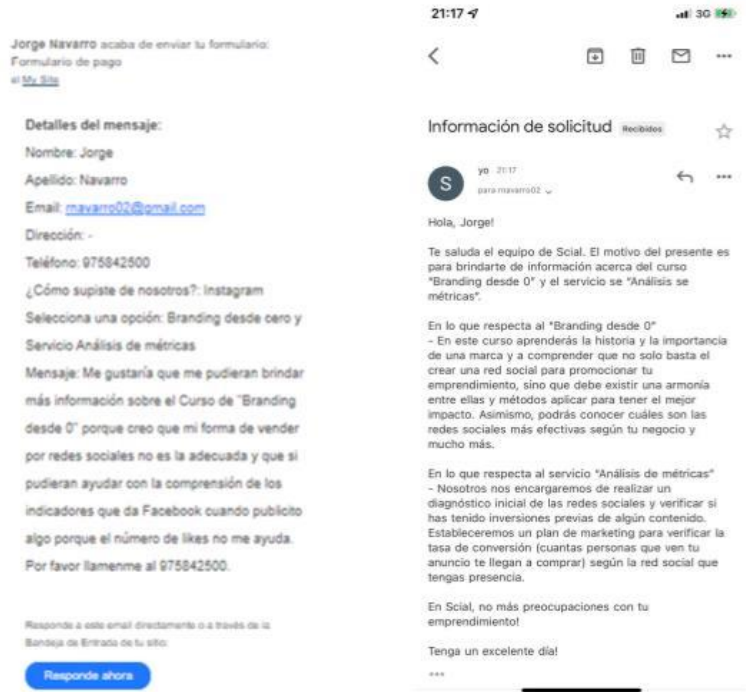 Jorge Navarro acaba de enviar tu formulario:
Formulario de pago
el My Site
Detalles del mensaje:
Nombre: Jorge
Apellido: Navarro
Email: rnavarro02@gmail.com
Dirección: -
Teléfono: 975842500
¿Cómo supiste de nosotros?: Instagram
Selecciona una opción: Branding desde cero y
Servicio Análisis de métricas
Mensaje: Me gustaría que me pudieran brindar
más información sobre el Curso de "Branding
desde 0" porque creo que mi forma de vender
por redes sociales no es la adecuada y que si
pudieran ayudar con la comprensión de los
indicadores que da Facebook cuando publicito
algo porque el número de likes no me ayuda.
Por favor llamenme al 975842500.
Responde a este email directamente o a través de la
Bandeja de Entrada de tu sitio:
Responde ahora
21:17
3G
Información de solicitud Recibidos
S
yo 21:17
para rnavarro02
Hola, Jorge!
Te saluda el equipo de Scial. El motivo del presente es
para brindarte de información acerca del curso
"Branding desde 0" y el servicio se "Análisis se
métricas".
En lo que respecta al "Branding desde 0"
- En este curso aprenderás la historia y la importancia
de una marca y a comprender que no solo basta el
crear una red social para promocionar tu
emprendimiento, sino que debe existir una armonía
entre ellas y métodos aplicar para tener el mejor
impacto. Asimismo, podrás conocer cuáles son las
redes sociales más efectivas según tu negocio y
mucho más.
En lo que respecta al servicio "Análisis de métricas"
- Nosotros nos encargaremos de realizar un
diagnóstico inicial de las redes sociales y verificar si
has tenido inversiones previas de algún contenido.
Estableceremos un plan de marketing para verificar la
tasa de conversión (cuantas personas que ven tu
anuncio te llegan a comprar) según la red social que
tengas presencia.
En Scial, no más preocupaciones con tu
emprendimiento!
Tenga un excelente día!